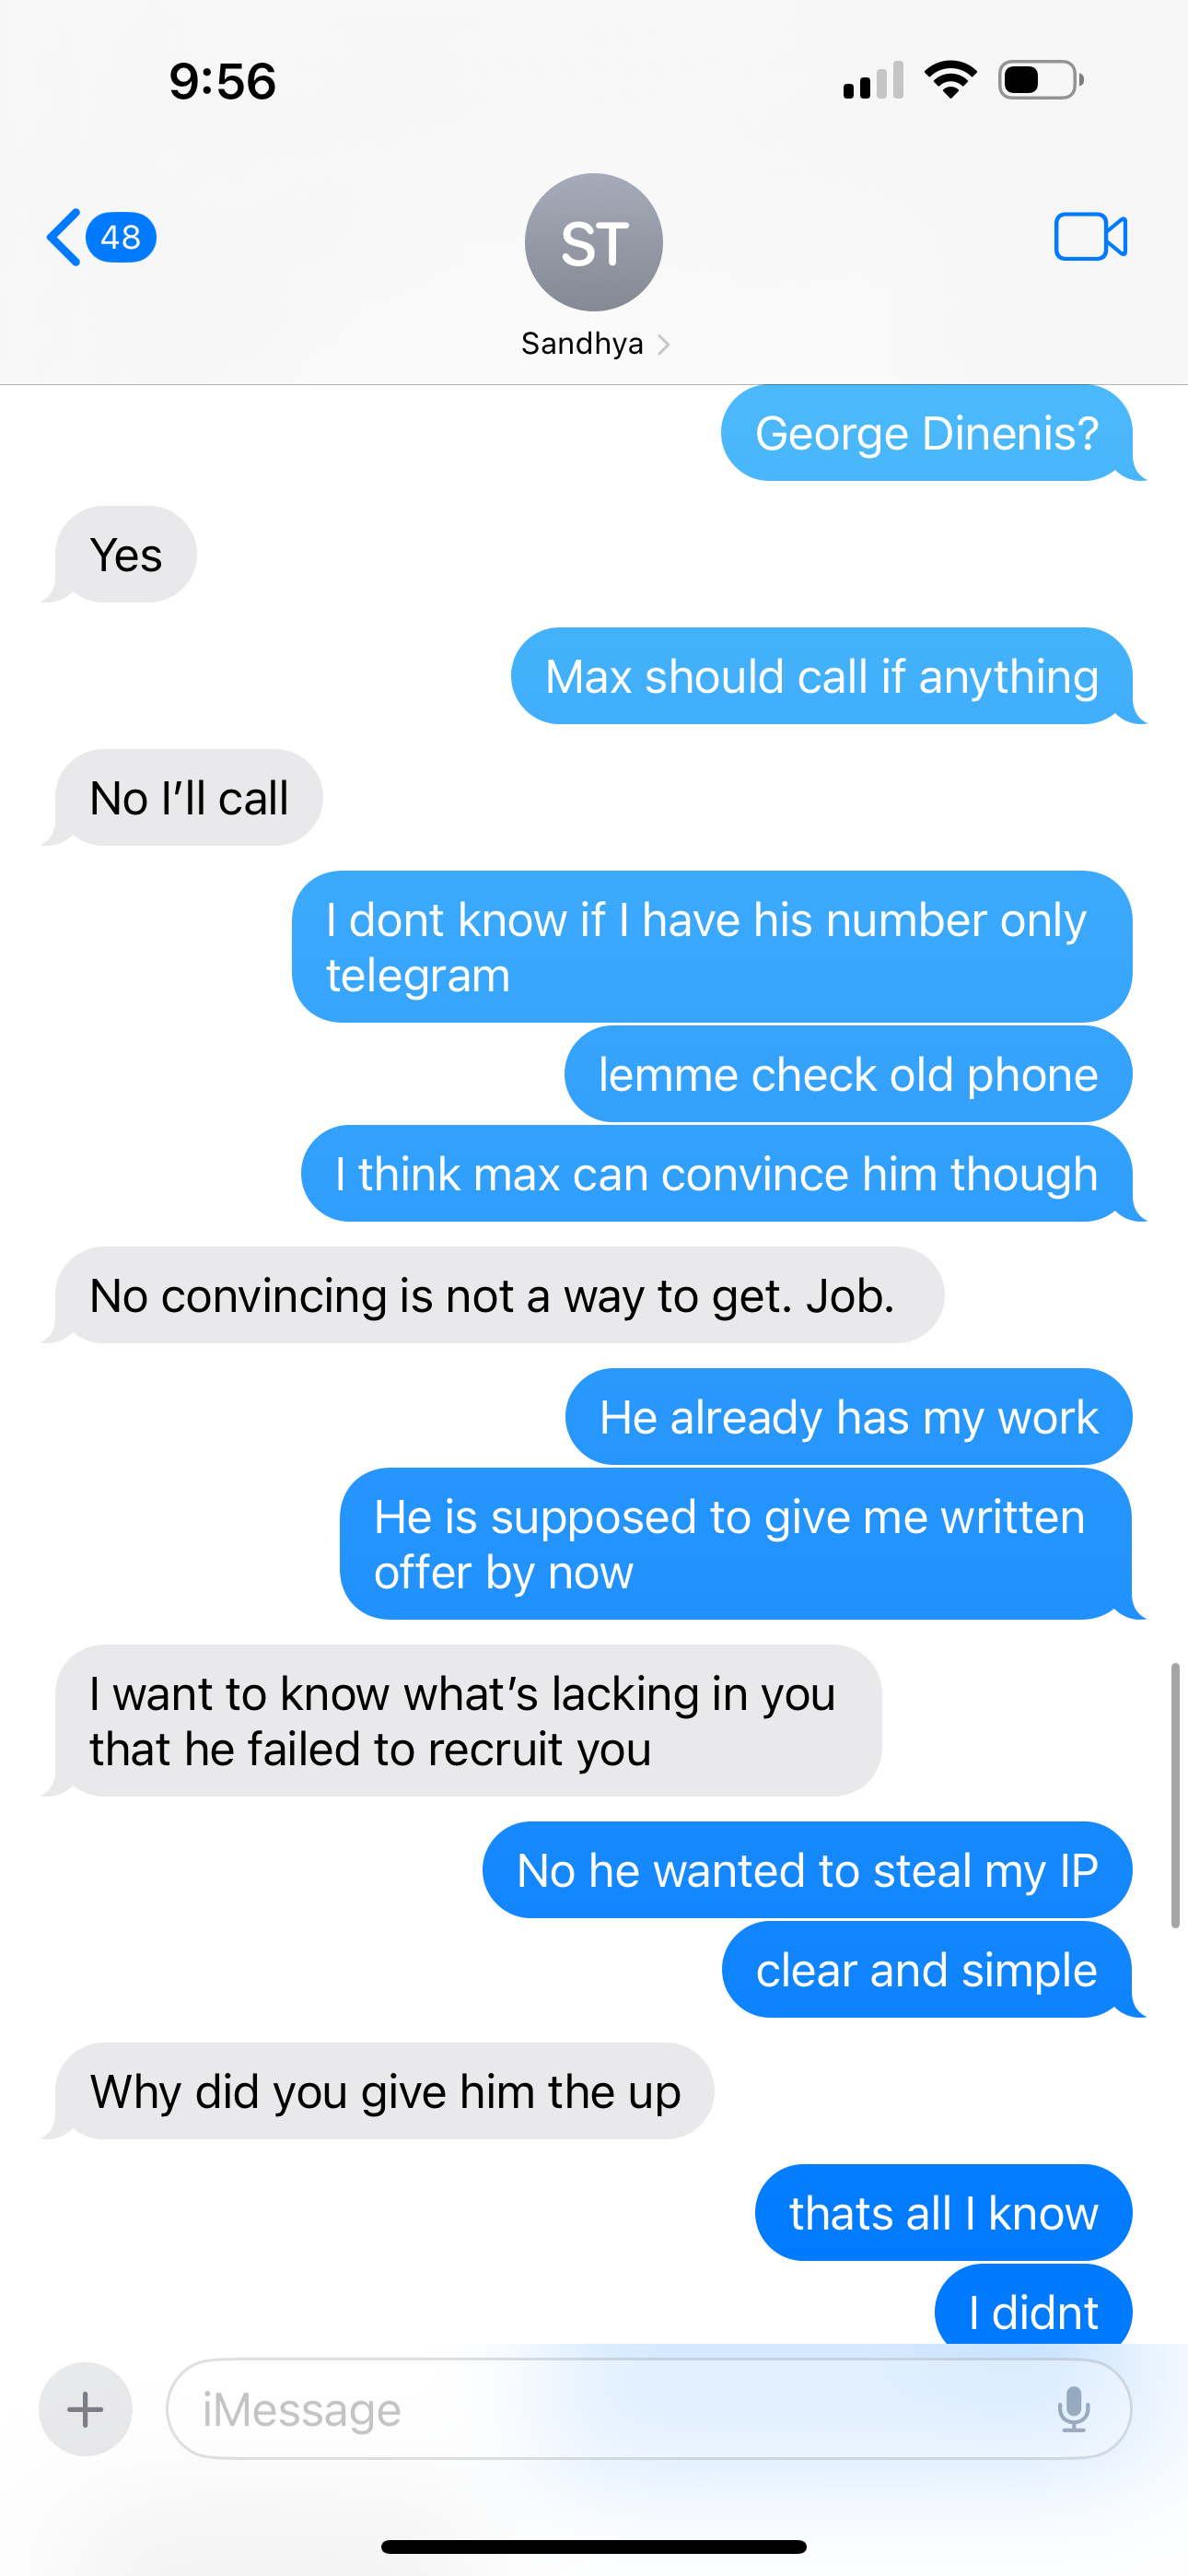 9:56
48
ST
Sandhya
George Dinenis?
Yes
Max should call if anything
No I’ll call
I dont know if I have his number only
telegram
lemme check old phone
I think max can convince him though
No convincing is not a way to get. Job.
He already has my work
He is supposed to give me written
offer by now
I want to know what’s lacking in you
that he failed to recruit you
No he wanted to steal my IP
clear and simple
Why did you give him the up
thats all I know
I didnt
iMessage